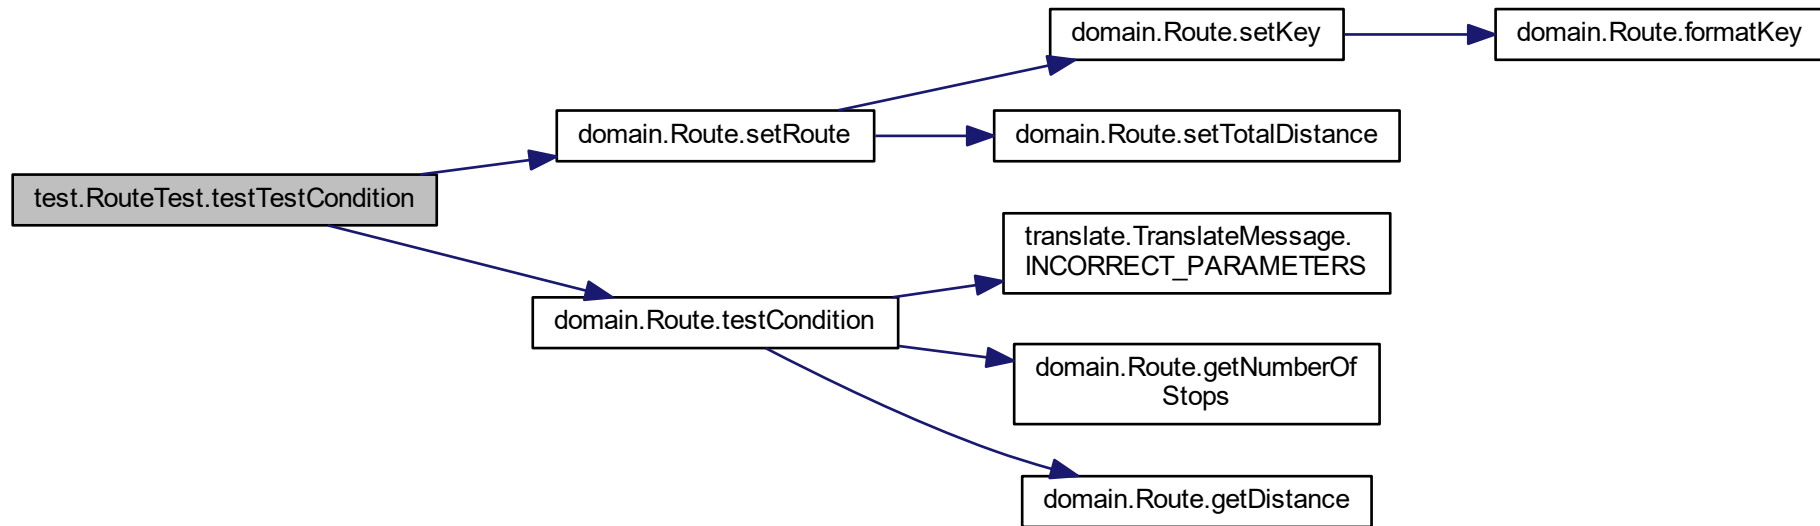 test.RouteTest.testTestCondition
domain.Route.setRoute
domain.Route.setKey
domain.Route.formatKey
domain.Route.setTotalDistance
domain.Route.testCondition
translate.TranslateMessage.
INCORRECT_PARAMETERS
domain.Route.getNumberOf
Stops
domain.Route.getDistance